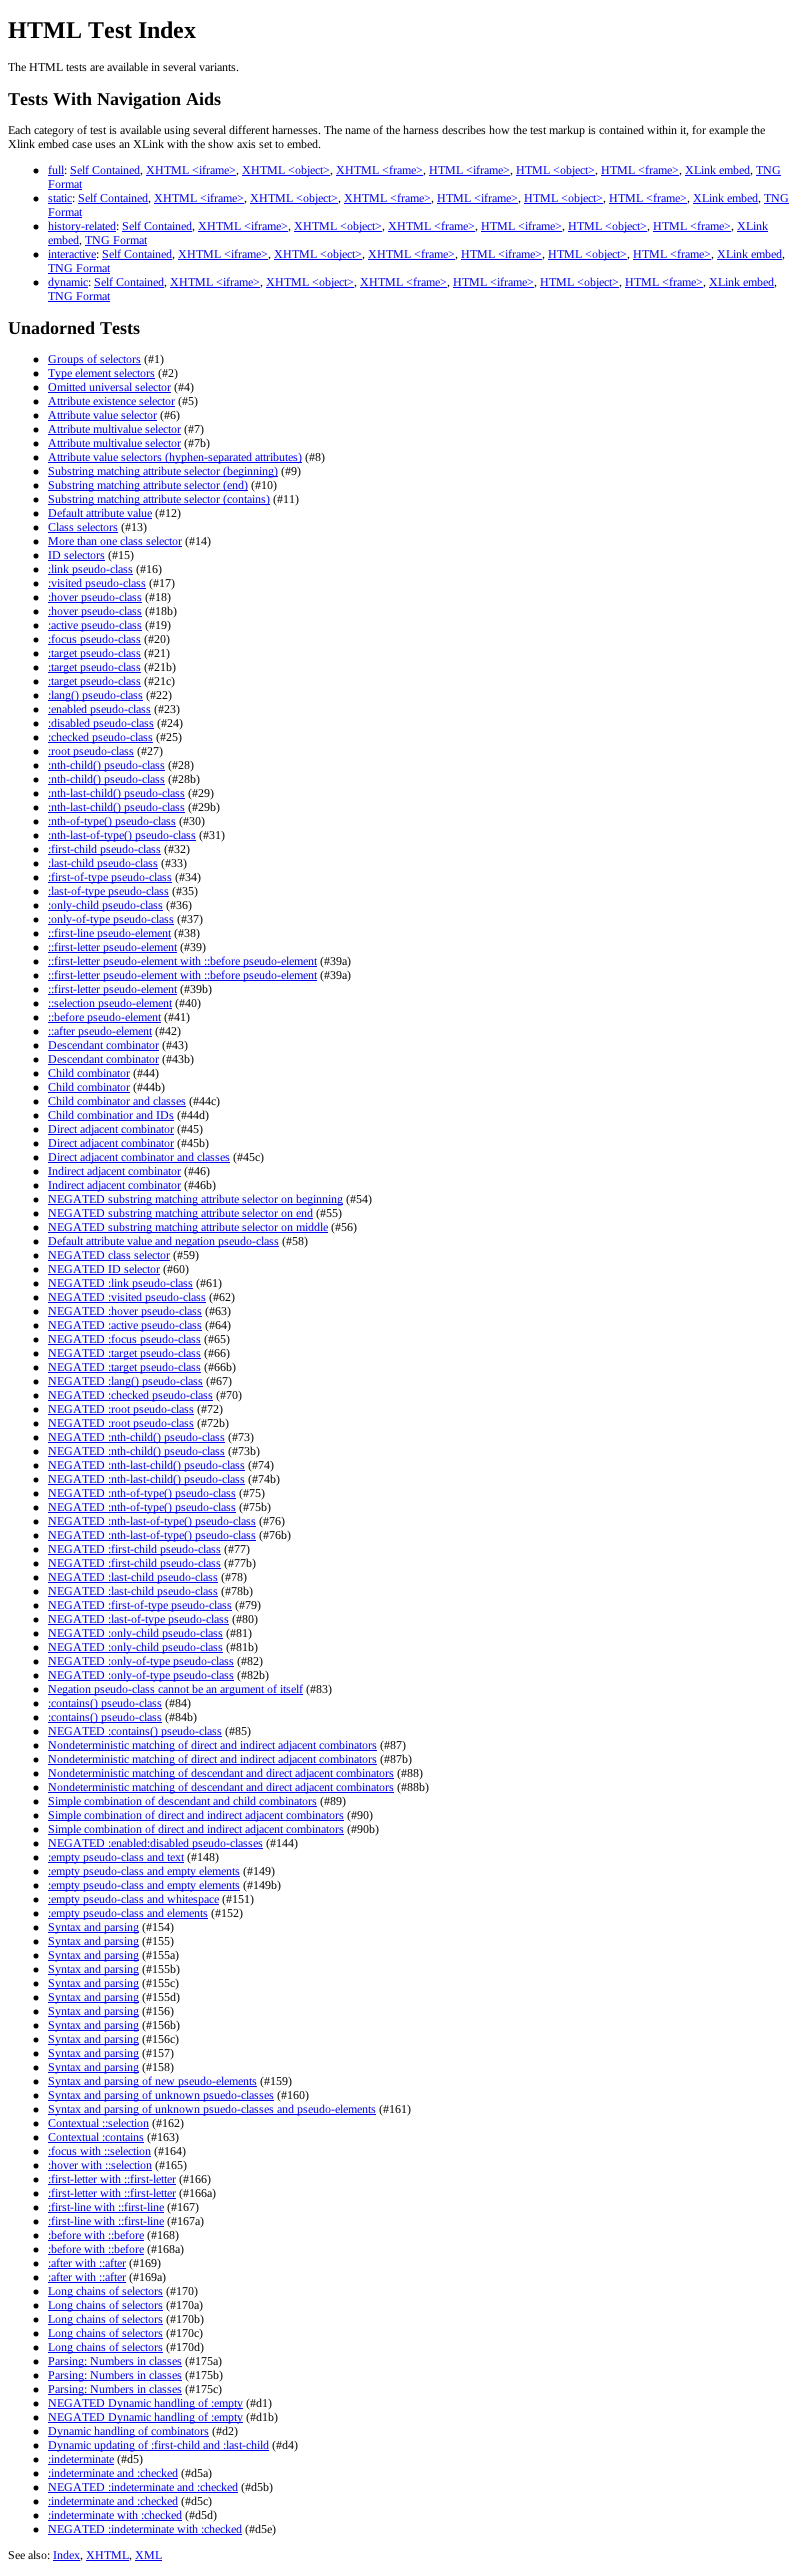 HTML Test Index
The HTML tests are available in several variants.
Tests With Navigation Aids
Each category of test is available using several different harnesses. The name of the harness describes how the test markup is contained within it, for example the
Xlink embed case uses an XLink with the show axis set to embed.
full: Self Contained, XHTML <iframe>, XHTML <object>, XHTML <frame>, HTML <iframe>, HTML <object>, HTML <frame>, XLink embed, TNG
Format
static: Self Contained, XHTML <iframe>, XHTML <object>, XHTML <frame>, HTML <iframe>, HTML <object>, HTML <frame>, XLink embed, TNG
Format
history-related: Self Contained, XHTML <iframe>, XHTML <object>, XHTML <frame>, HTML <iframe>, HTML <object>, HTML <frame>, XLink
embed, TNG Format
interactive: Self Contained, XHTML <iframe>, XHTML <object>, XHTML <frame>, HTML <iframe>, HTML <object>, HTML <frame>, XLink embed,
TNG Format
dynamic: Self Contained, XHTML <iframe>, XHTML <object>, XHTML <frame>, HTML <iframe>, HTML <object>, HTML <frame>, XLink embed,
TNG Format
Unadorned Tests
Groups of selectors (#1)
Type element selectors (#2)
Omitted universal selector (#4)
Attribute existence selector (#5)
Attribute value selector (#6)
Attribute multivalue selector (#7)
Attribute multivalue selector (#7b)
Attribute value selectors (hyphen-separated attributes) (#8)
Substring matching attribute selector (beginning) (#9)
Substring matching attribute selector (end) (#10)
Substring matching attribute selector (contains) (#11)
Default attribute value (#12)
Class selectors (#13)
More than one class selector (#14)
ID selectors (#15)
:link pseudo-class (#16)
:visited pseudo-class (#17)
:hover pseudo-class (#18)
:hover pseudo-class (#18b)
:active pseudo-class (#19)
:focus pseudo-class (#20)
:target pseudo-class (#21)
:target pseudo-class (#21b)
:target pseudo-class (#21c)
:lang() pseudo-class (#22)
:enabled pseudo-class (#23)
:disabled pseudo-class (#24)
:checked pseudo-class (#25)
:root pseudo-class (#27)
:nth-child() pseudo-class (#28)
:nth-child() pseudo-class (#28b)
:nth-last-child() pseudo-class (#29)
:nth-last-child() pseudo-class (#29b)
:nth-of-type() pseudo-class (#30)
:nth-last-of-type() pseudo-class (#31)
:first-child pseudo-class (#32)
:last-child pseudo-class (#33)
:first-of-type pseudo-class (#34)
:last-of-type pseudo-class (#35)
:only-child pseudo-class (#36)
:only-of-type pseudo-class (#37)
::first-line pseudo-element (#38)
::first-letter pseudo-element (#39)
::first-letter pseudo-element with ::before pseudo-element (#39a)
::first-letter pseudo-element with ::before pseudo-element (#39a)
::first-letter pseudo-element (#39b)
::selection pseudo-element (#40)
::before pseudo-element (#41)
::after pseudo-element (#42)
Descendant combinator (#43)
Descendant combinator (#43b)
Child combinator (#44)
Child combinator (#44b)
Child combinator and classes (#44c)
Child combinatior and IDs (#44d)
Direct adjacent combinator (#45)
Direct adjacent combinator (#45b)
Direct adjacent combinator and classes (#45c)
Indirect adjacent combinator (#46)
Indirect adjacent combinator (#46b)
NEGATED substring matching attribute selector on beginning (#54)
NEGATED substring matching attribute selector on end (#55)
NEGATED substring matching attribute selector on middle (#56)
Default attribute value and negation pseudo-class (#58)
NEGATED class selector (#59)
NEGATED ID selector (#60)
NEGATED :link pseudo-class (#61)
NEGATED :visited pseudo-class (#62)
NEGATED :hover pseudo-class (#63)
NEGATED :active pseudo-class (#64)
NEGATED :focus pseudo-class (#65)
NEGATED :target pseudo-class (#66)
NEGATED :target pseudo-class (#66b)
NEGATED :lang() pseudo-class (#67)
NEGATED :checked pseudo-class (#70)
NEGATED :root pseudo-class (#72)
NEGATED :root pseudo-class (#72b)
NEGATED :nth-child() pseudo-class (#73)
NEGATED :nth-child() pseudo-class (#73b)
NEGATED :nth-last-child() pseudo-class (#74)
NEGATED :nth-last-child() pseudo-class (#74b)
NEGATED :nth-of-type() pseudo-class (#75)
NEGATED :nth-of-type() pseudo-class (#75b)
NEGATED :nth-last-of-type() pseudo-class (#76)
NEGATED :nth-last-of-type() pseudo-class (#76b)
NEGATED :first-child pseudo-class (#77)
NEGATED :first-child pseudo-class (#77b)
NEGATED :last-child pseudo-class (#78)
NEGATED :last-child pseudo-class (#78b)
NEGATED :first-of-type pseudo-class (#79)
NEGATED :last-of-type pseudo-class (#80)
NEGATED :only-child pseudo-class (#81)
NEGATED :only-child pseudo-class (#81b)
NEGATED :only-of-type pseudo-class (#82)
NEGATED :only-of-type pseudo-class (#82b)
Negation pseudo-class cannot be an argument of itself (#83)
:contains() pseudo-class (#84)
:contains() pseudo-class (#84b)
NEGATED :contains() pseudo-class (#85)
Nondeterministic matching of direct and indirect adjacent combinators (#87)
Nondeterministic matching of direct and indirect adjacent combinators (#87b)
Nondeterministic matching of descendant and direct adjacent combinators (#88)
Nondeterministic matching of descendant and direct adjacent combinators (#88b)
Simple combination of descendant and child combinators (#89)
Simple combination of direct and indirect adjacent combinators (#90)
Simple combination of direct and indirect adjacent combinators (#90b)
NEGATED :enabled:disabled pseudo-classes (#144)
:empty pseudo-class and text (#148)
:empty pseudo-class and empty elements (#149)
:empty pseudo-class and empty elements (#149b)
:empty pseudo-class and whitespace (#151)
:empty pseudo-class and elements (#152)
Syntax and parsing (#154)
Syntax and parsing (#155)
Syntax and parsing (#155a)
Syntax and parsing (#155b)
Syntax and parsing (#155c)
Syntax and parsing (#155d)
Syntax and parsing (#156)
Syntax and parsing (#156b)
Syntax and parsing (#156c)
Syntax and parsing (#157)
Syntax and parsing (#158)
Syntax and parsing of new pseudo-elements (#159)
Syntax and parsing of unknown psuedo-classes (#160)
Syntax and parsing of unknown psuedo-classes and pseudo-elements (#161)
Contextual ::selection (#162)
Contextual :contains (#163)
:focus with ::selection (#164)
:hover with ::selection (#165)
:first-letter with ::first-letter (#166)
:first-letter with ::first-letter (#166a)
:first-line with ::first-line (#167)
:first-line with ::first-line (#167a)
:before with ::before (#168)
:before with ::before (#168a)
:after with ::after (#169)
:after with ::after (#169a)
Long chains of selectors (#170)
Long chains of selectors (#170a)
Long chains of selectors (#170b)
Long chains of selectors (#170c)
Long chains of selectors (#170d)
Parsing: Numbers in classes (#175a)
Parsing: Numbers in classes (#175b)
Parsing: Numbers in classes (#175c)
NEGATED Dynamic handling of :empty (#d1)
NEGATED Dynamic handling of :empty (#d1b)
Dynamic handling of combinators (#d2)
Dynamic updating of :first-child and :last-child (#d4)
:indeterminate (#d5)
:indeterminate and :checked (#d5a)
NEGATED :indeterminate and :checked (#d5b)
:indeterminate and :checked (#d5c)
:indeterminate with :checked (#d5d)
NEGATED :indeterminate with :checked (#d5e)
See also: Index, XHTML, XML